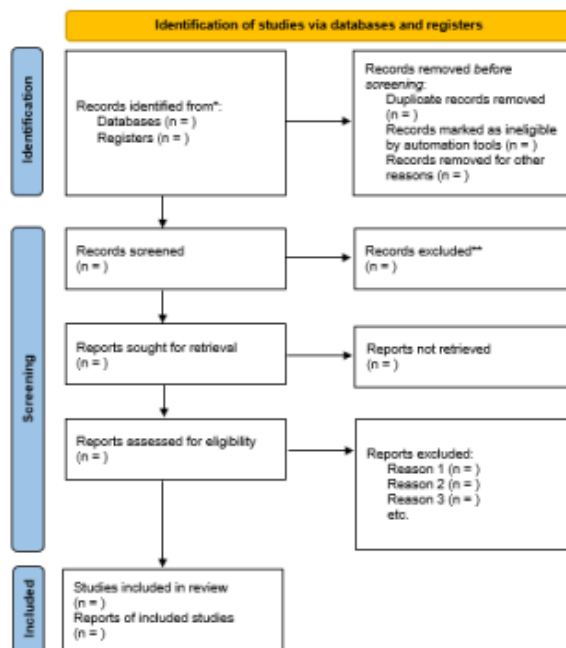 Identification of studies via databases and registers
Identification
Records identified from*:
Databases (n = )
Registers (n = )
Records removed before
screening:
Duplicate records removed
(n = )
Records marked as ineligible
by automation tools (n = )
Records removed for other
reasons (n = )
Screening
Records screened
(n = )
Records excluded**
(n = )
Reports sought for retrieval
(n = )
Reports not retrieved
(n = )
Reports assessed for eligibility
(n = )
Reports excluded:
Reason 1 (n = )
Reason 2 (n = )
Reason 3 (n = )
etc.
Included
Studies included in review
(n = )
Reports of included studies
(n = )